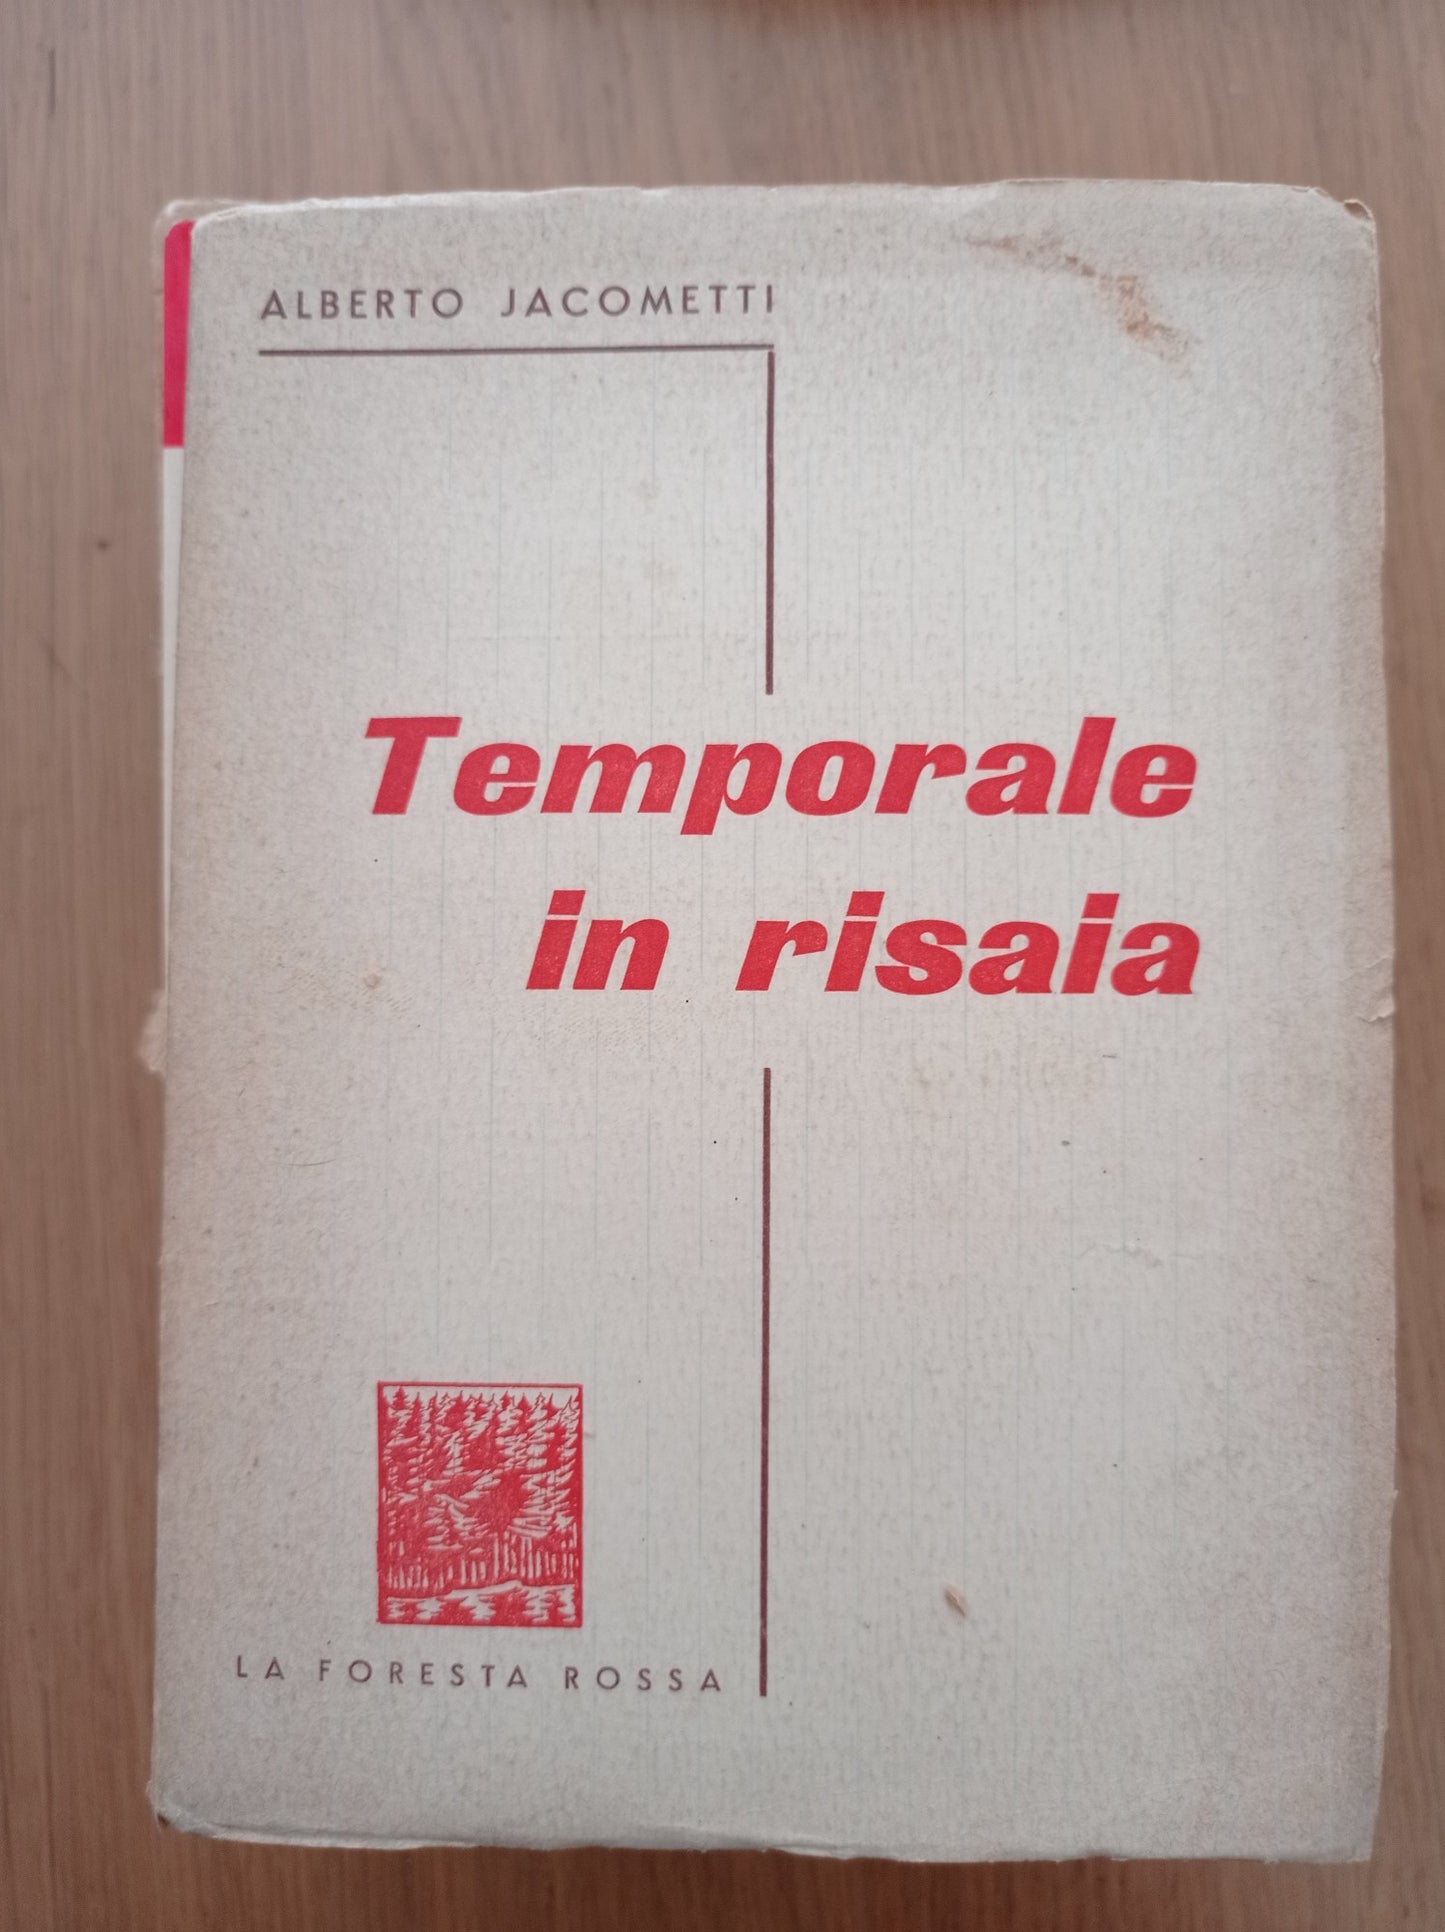 ALBERTO JACOMETTI
Temporale
in risaia
LA FORESTA ROSSA